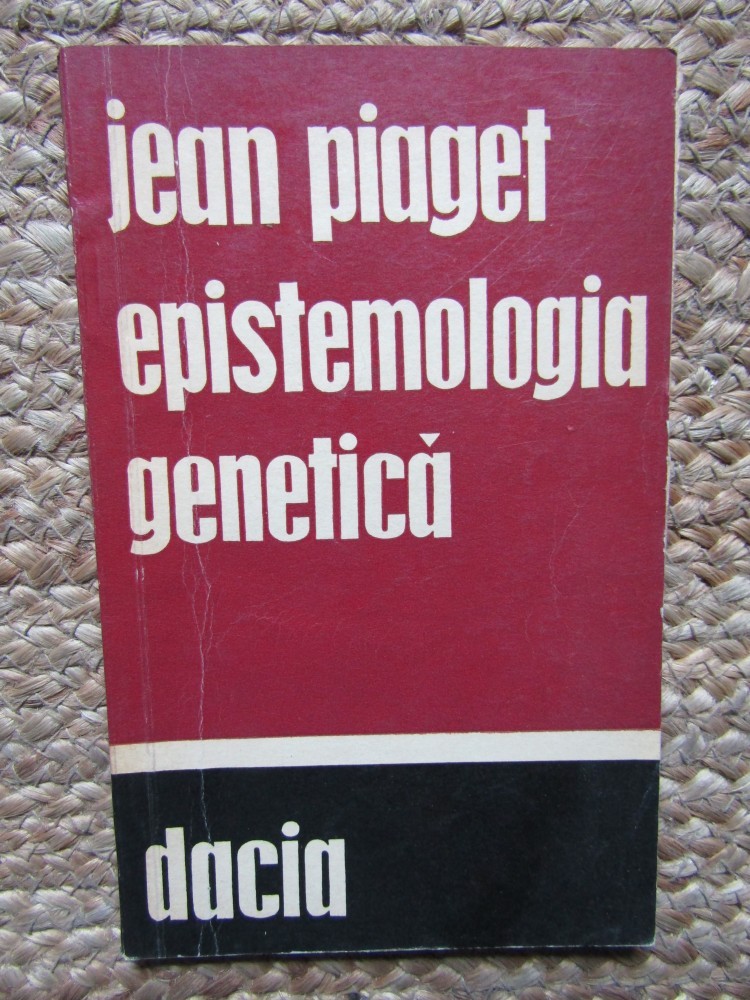 jean piaget
epistemologia
genetică
dacia